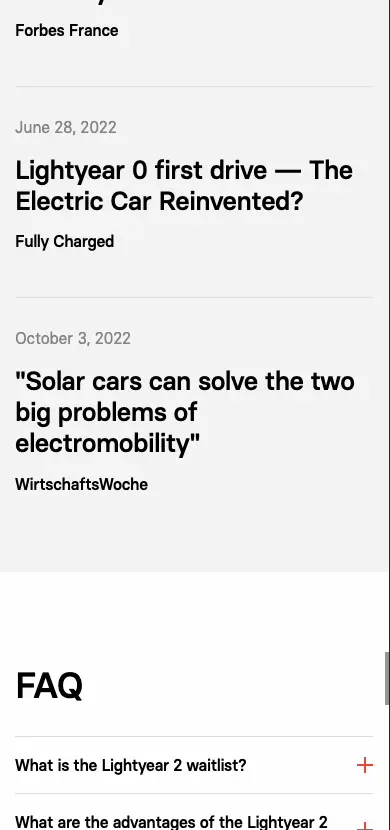 Forbes France
June 28, 2022
Lightyear 0 first drive — The
Electric Car Reinvented?
Fully Charged
October 3, 2022
"Solar cars can solve the two
big problems of
electromobility"
WirtschaftsWoche
FAQ
What is the Lightyear 2 waitlist?
What are the advantages of the Lightyear 2